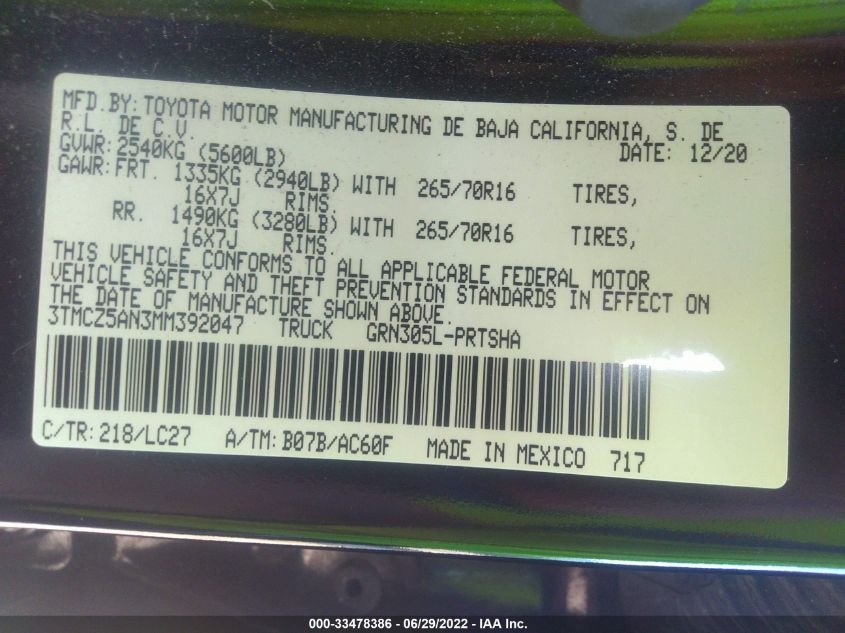 MFD.BY: TOYOTA MOTOR MANUFACTURING DE BAJA CALIFORNIA, S. DE
R.L. DE C.V.
DATE: 12/20
GVWR: 2540KG (5600LB)
GAWR: FRT. 1335KG (2940LB) WITH 265/70R16 TIRES,
16X7J RIMS.
RR. 1490KG (3280LB) WITH 265/70R16 TIRES,
16X7J RIMS.
THIS VEHICLE CONFORMS TO ALL APPLICABLE FEDERAL MOTOR
VEHICLE SAFETY AND THEFT PREVENTION STANDARDS IN EFFECT ON
THE DATE OF MANUFACTURE SHOWN ABOVE.
3TMCZ5AN3MM392047 TRUCK GRN305L-PRTSHA
C/TR: 218/LC27 A/TM: B07B/AC60F MADE IN MEXICO 717
000-33478386 - 06/29/2022 - IAA Inc.